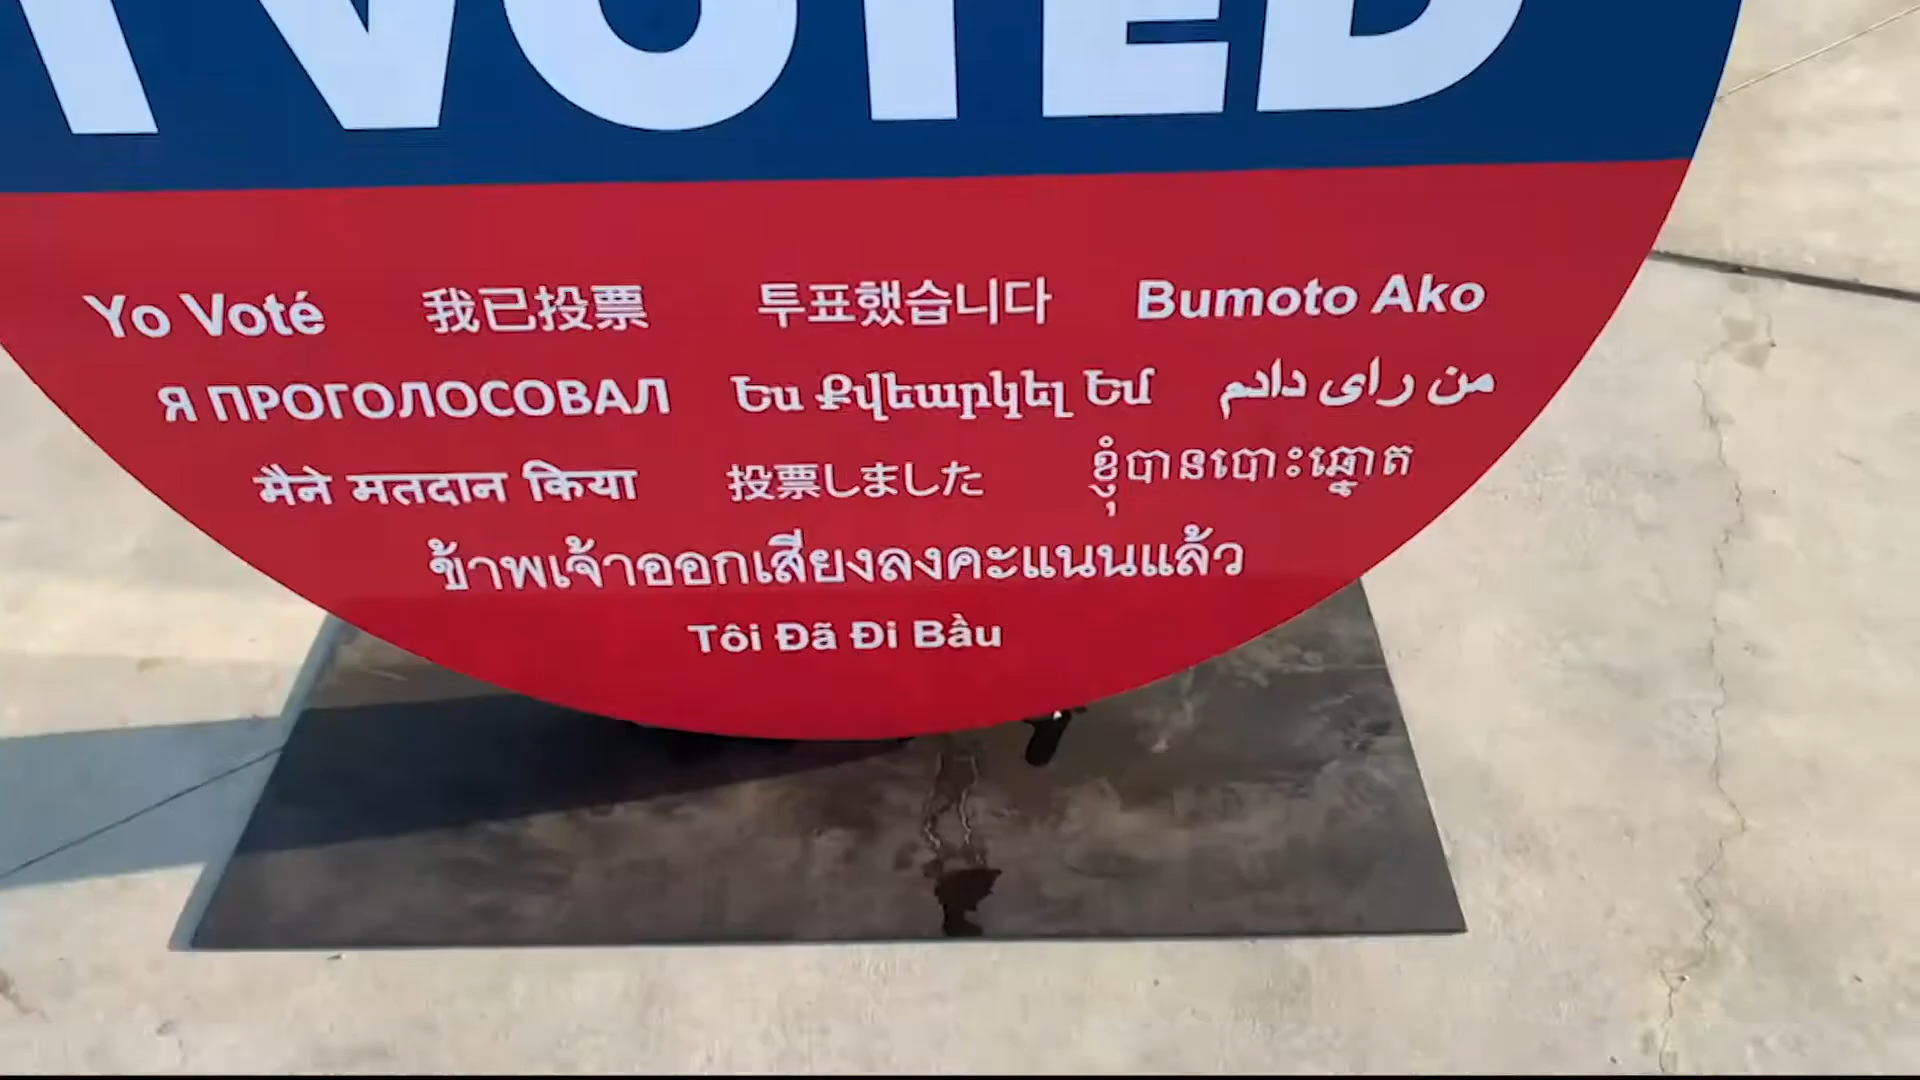 I VOTED
Yo Voté 我已投票 투표했습니다 Bumoto Ako
Я ПРОГОЛОСОВАЛ Ես Քվեարկել Եմ من رای دادم
मैने मतदान किया 投票しました ខ្ញុំបានបោះឆ្នោត
ข้าพเจ้าออกเสียงลงคะแนนแล้ว
Tôi Đã Đi Bầu